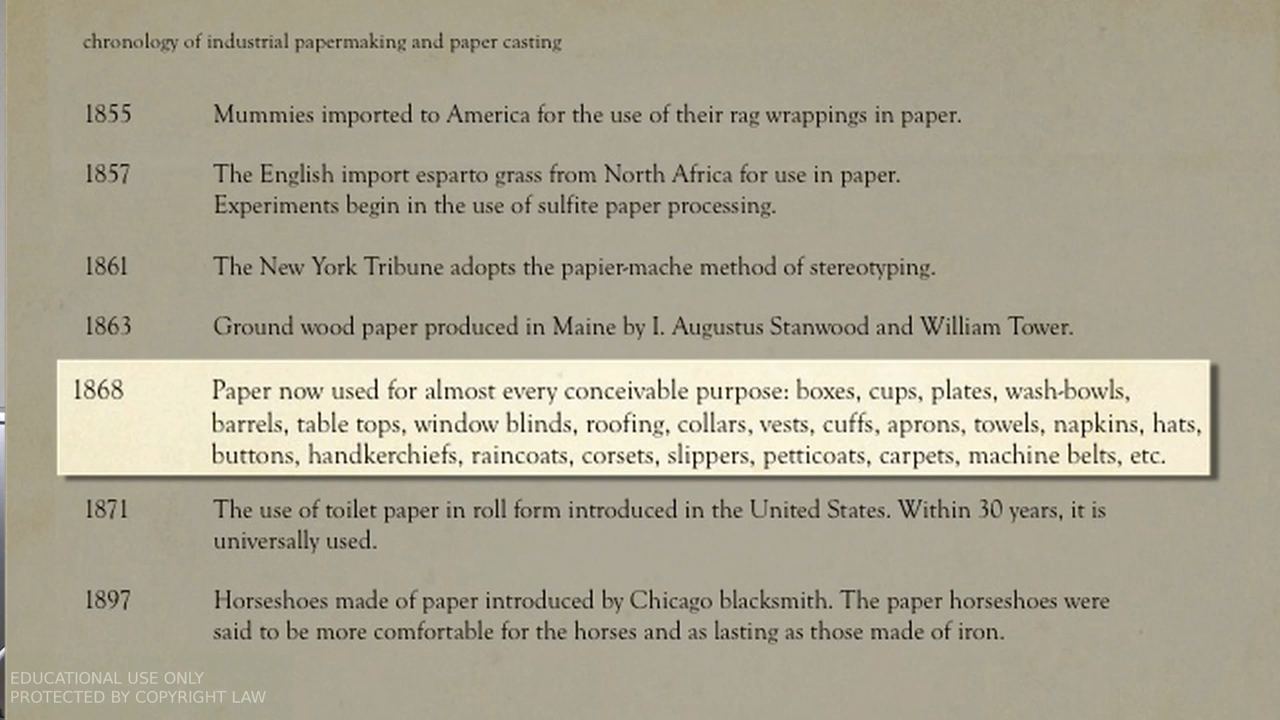 chronology of industrial papermaking and paper casting
1855 Mummies imported to America for the use of their rag wrappings in paper.
1857 The English import esparto grass from North Africa for use in paper.
Experiments begin in the use of sulfite paper processing.
1861 The New York Tribune adopts the papier-mache method of stereotyping.
1863 Ground wood paper produced in Maine by I. Augustus Stanwood and William Tower.
1868 Paper now used for almost every conceivable purpose: boxes, cups, plates, wash-bowls,
barrels, table tops, window blinds, roofing, collars, vests, cuffs, aprons, towels, napkins, hats,
buttons, handkerchiefs, raincoats, corsets, slippers, petticoats, carpets, machine belts, etc.
1871 The use of toilet paper in roll form introduced in the United States. Within 30 years, it is
universally used.
1897 Horseshoes made of paper introduced by Chicago blacksmith. The paper horseshoes were
said to be more comfortable for the horses and as lasting as those made of iron.
EDUCATIONAL USE ONLY
PROTECTED BY COPYRIGHT LAW